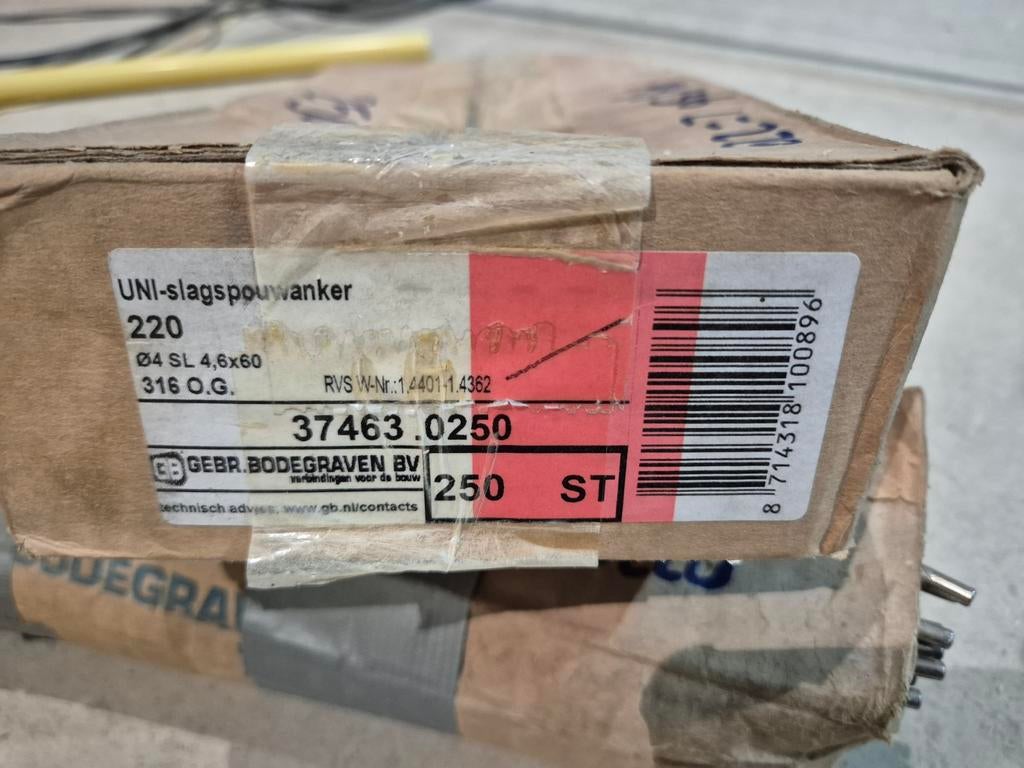 UNI-slagspouwanker
220
Ø4 SL 4,6x60
316 O.G.
RVS W-Nr.:1.4401-1.4362
37463.0250
GB GEBR.BODEGRAVEN BV
verbindingen voor de bouw
250 ST
technisch advies: www.gb.nl/contacts
8 714318 100896
BODEGRA